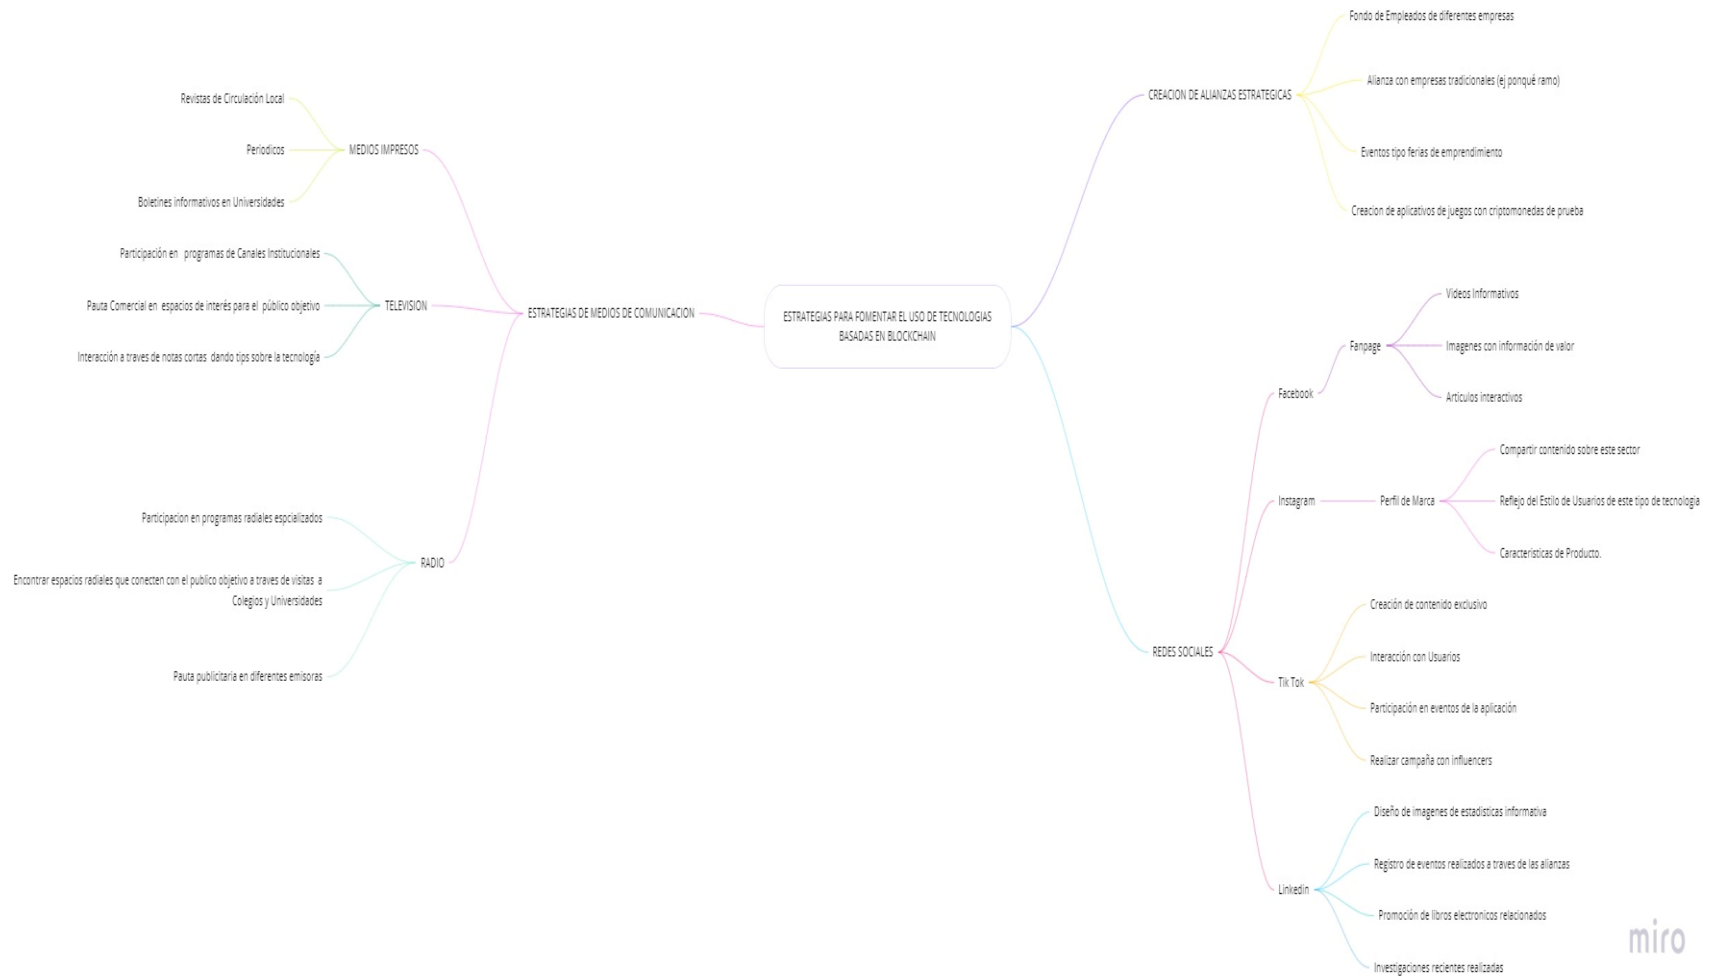 ESTRATEGIAS PARA FOMENTAR EL USO DE TECNOLOGIAS
BASADAS EN BLOCKCHAIN
ESTRATEGIAS DE MEDIOS DE COMUNICACION
MEDIOS IMPRESOS
Revistas de Circulación Local
Periodicos
Boletines informativos en Universidades
TELEVISION
Participación en programas de Canales Institucionales
Pauta Comercial en espacios de interés para el público objetivo
Interacción a traves de notas cortas dando tips sobre la tecnología
RADIO
Participacion en programas radiales espcializados
Encontrar espacios radiales que conecten con el publico objetivo a traves de visitas a
Colegios y Universidades
Pauta publicitaria en diferentes emisoras
CREACION DE ALIANZAS ESTRATEGICAS
Fondo de Empleados de diferentes empresas
Alianza con empresas tradicionales (ej ponqué ramo)
Eventos tipo ferias de emprendimiento
Creacion de aplicativos de juegos con criptomonedas de prueba
REDES SOCIALES
Facebook
Fanpage
Videos Informativos
Imagenes con información de valor
Articulos interactivos
Instagram
Perfil de Marca
Compartir contenido sobre este sector
Reflejo del Estilo de Usuarios de este tipo de tecnologia
Características de Producto.
Tik Tok
Creación de contenido exclusivo
Interacción con Usuarios
Participación en eventos de la aplicación
Realizar campaña con influencers
Linkedin
Diseño de imagenes de estadisticas informativa
Registro de eventos realizados a traves de las alianzas
Promoción de libros electronicos relacionados
Investigaciones recientes realizadas
miro